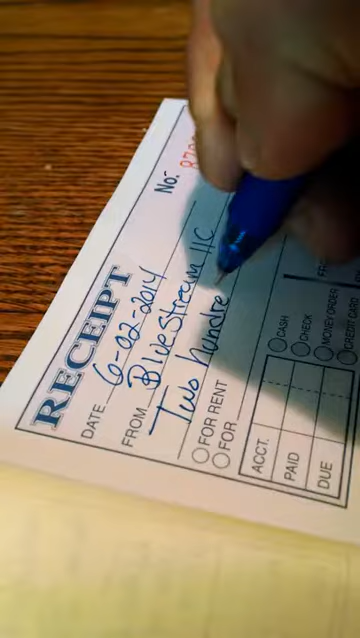 RECEIPT
No:
DATE 6-02-2014
FROM BlueStream llC
Two hundre
FOR RENT
FOR
ACCT.
PAID
DUE
CASH
CHECK
MONEY ORDER
CREDIT CARD